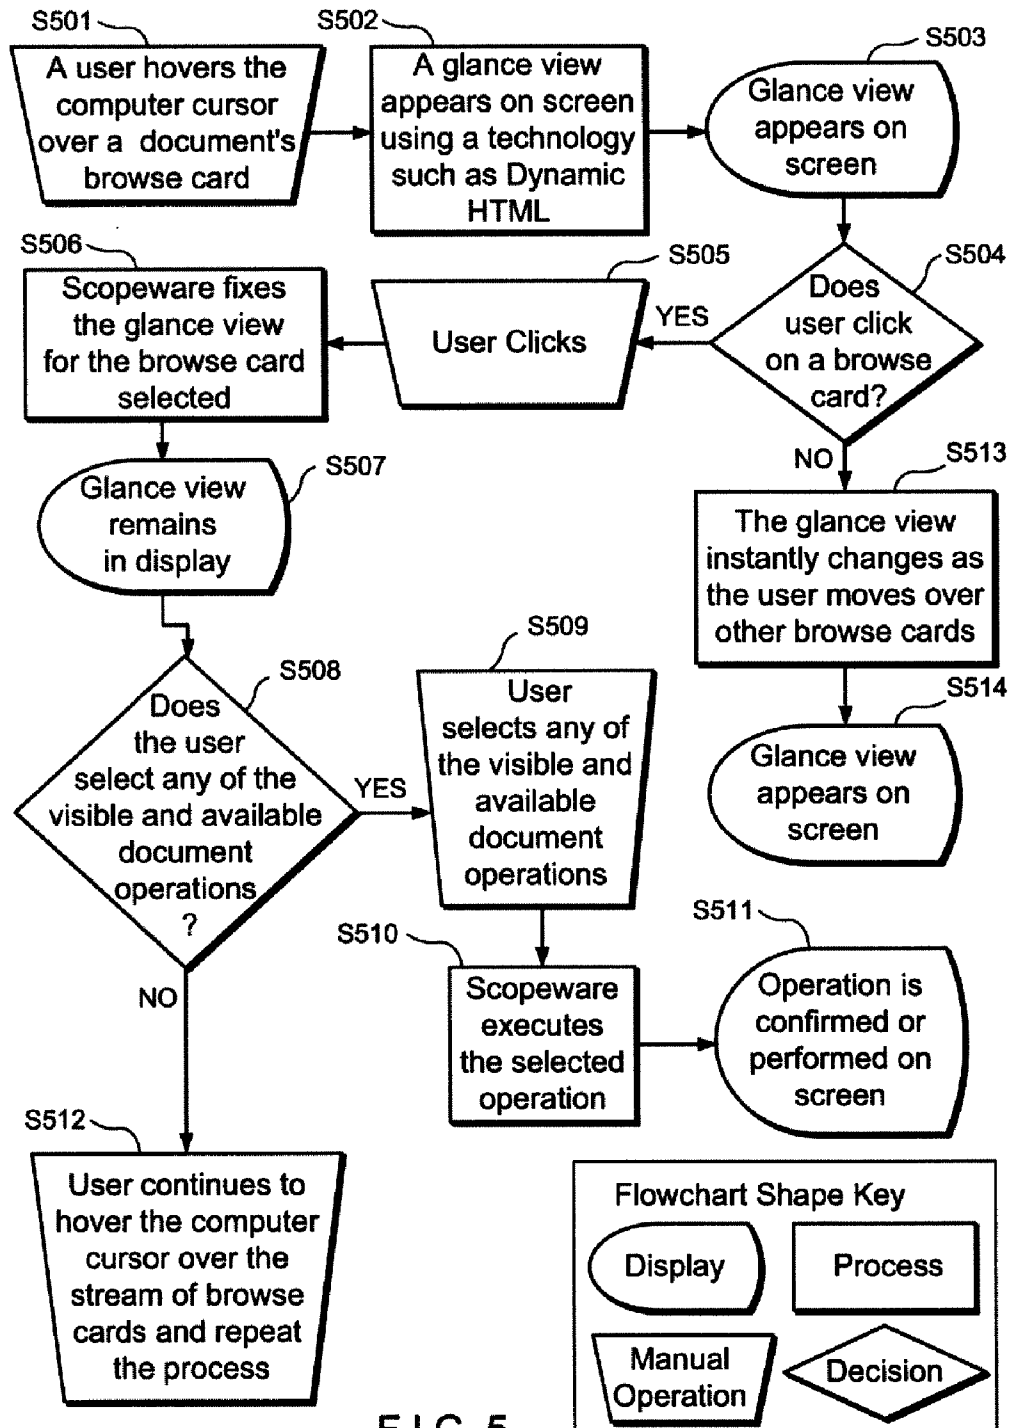 S501
A user hovers the
computer cursor
over a document's
browse card
S502
A glance view
appears on screen
using a technology
such as Dynamic
HTML
S503
Glance view
appears on
screen
S504
Does
user click
on a browse
card?
YES
S505
User Clicks
S506
Scopeware fixes
the glance view
for the browse card
selected
S507
Glance view
remains
in display
NO
S513
The glance view
instantly changes as
the user moves over
other browse cards
S514
Glance view
appears on
screen
S508
Does
the user
select any of the
visible and available
document
operations
?
YES
S509
User
selects any of
the visible and
available
document
operations
S510
Scopeware
executes
the selected
operation
S511
Operation is
confirmed or
performed on
screen
NO
S512
User continues to
hover the computer
cursor over the
stream of browse
cards and repeat
the process
Flowchart Shape Key
Display
Process
Manual
Operation
Decision
FIG. 5